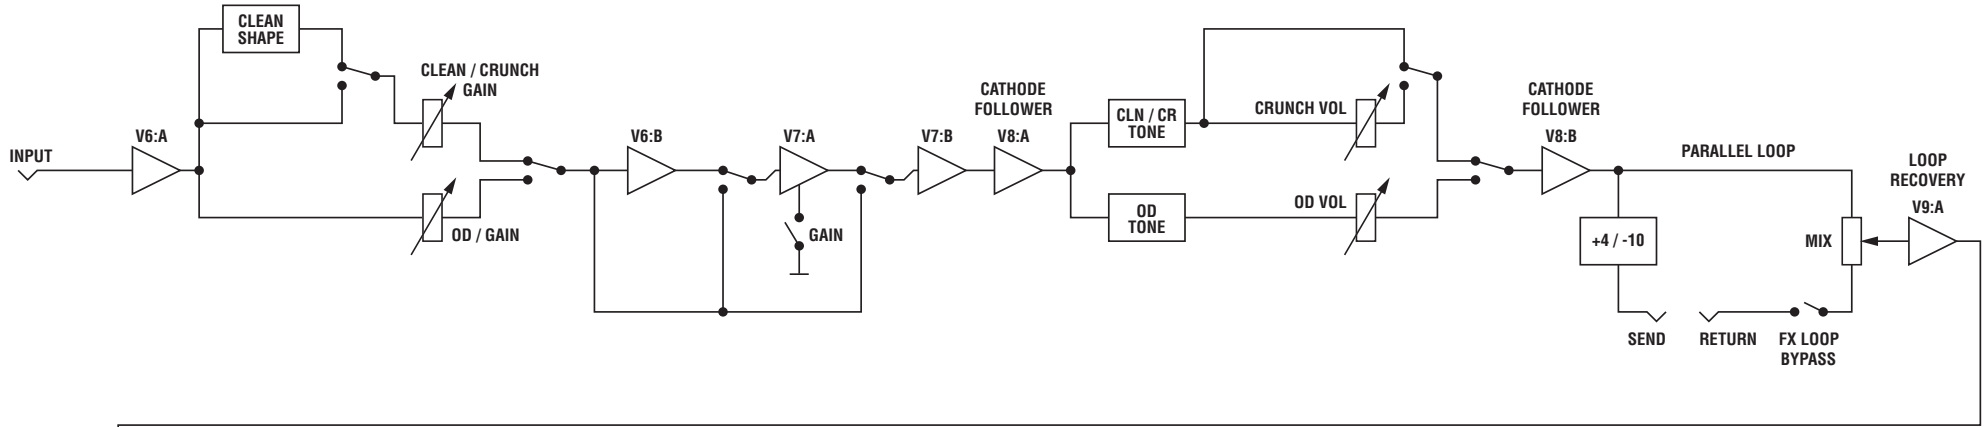 CLEAN
SHAPE
CLEAN / CRUNCH
GAIN
INPUT
V6:A
OD / GAIN
V6:B
V7:A
GAIN
V7:B
CATHODE
FOLLOWER
V8:A
CLN / CR
TONE
CRUNCH VOL
OD
TONE
OD VOL
CATHODE
FOLLOWER
V8:B
PARALLEL LOOP
+4 / -10
SEND
RETURN
FX LOOP
BYPASS
MIX
LOOP
RECOVERY
V9:A